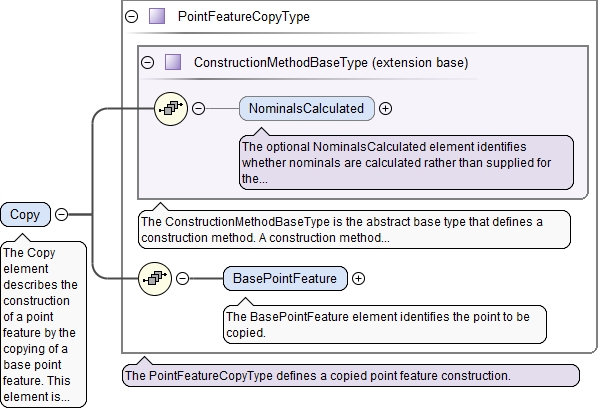 PointFeatureCopyType
ConstructionMethodBaseType (extension base)
NominalsCalculated
The optional NominalsCalculated element identifies
whether nominals are calculated rather than supplied for
the...
Copy
The Copy
element
describes the
construction
of a point
feature by the
copying of a
base point
feature. This
element is...
The ConstructionMethodBaseType is the abstract base type that defines a
construction method. A construction method...
BasePointFeature
The BasePointFeature element identifies the point to be
copied.
The PointFeatureCopyType defines a copied point feature construction.